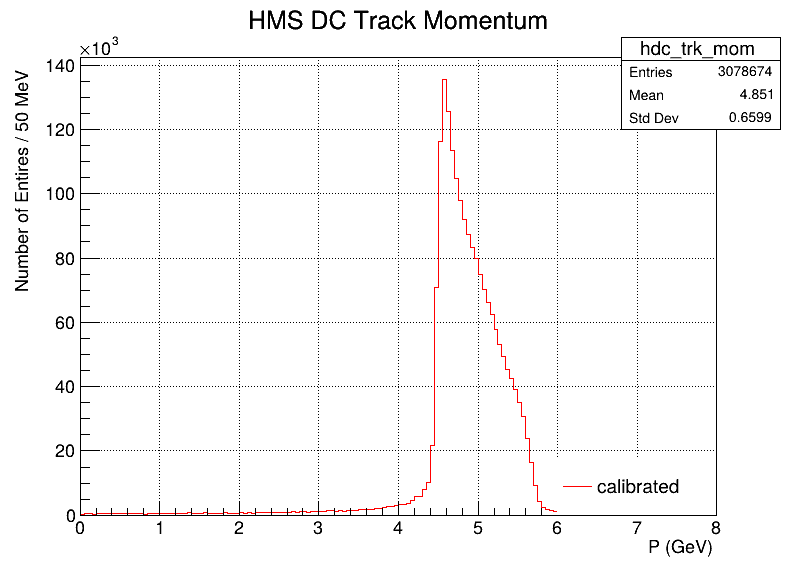 HMS DC Track Momentum
×10³
hdc_trk_mom
Entries 3078674
Mean 4.851
Std Dev 0.6599
Number of Entires / 50 MeV
140
120
100
80
60
40
20
0
calibrated
0 1 2 3 4 5 6 7 8
P (GeV)